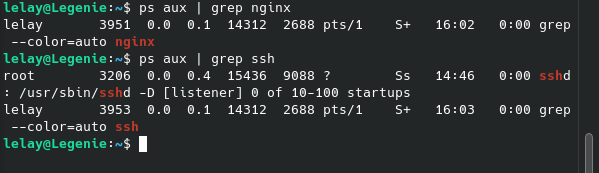 lelay@Legenie:~$ ps aux | grep nginx
lelay     3951  0.0  0.1  14312  2688 pts/1    S+   16:02   0:00 grep
 --color=auto nginx
lelay@Legenie:~$ ps aux | grep ssh
root      3206  0.0  0.4  15436  9088 ?        Ss   14:46   0:00 sshd
: /usr/sbin/sshd -D [listener] 0 of 10-100 startups
lelay     3953  0.0  0.1  14312  2688 pts/1    S+   16:03   0:00 grep
 --color=auto ssh
lelay@Legenie:~$